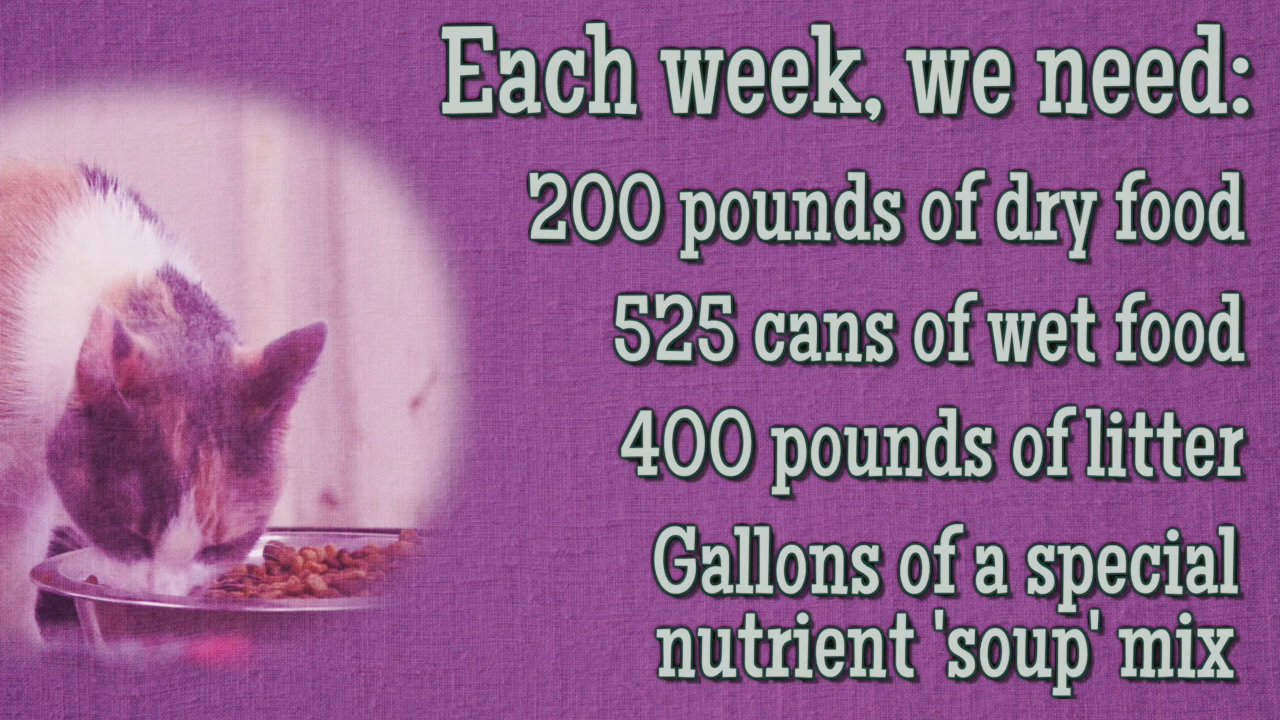 Each week, we need:
200 pounds of dry food
525 cans of wet food
400 pounds of litter
Gallons of a special
nutrient 'soup' mix